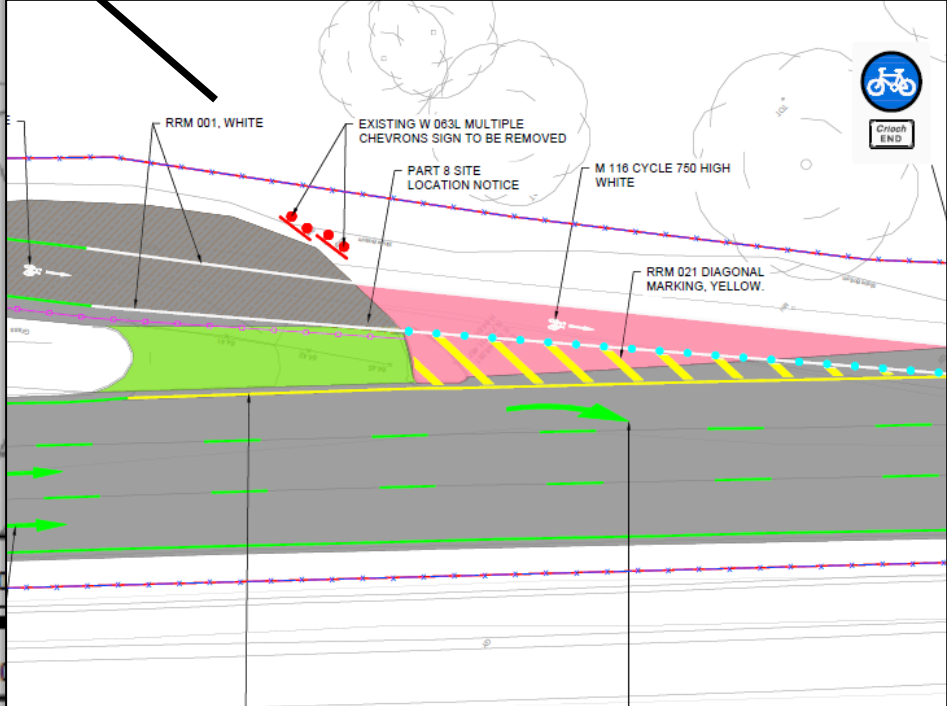 E
RRM 001, WHITE
EXISTING W 063L MULTIPLE
CHEVRONS SIGN TO BE REMOVED
PART 8 SITE
LOCATION NOTICE
M 116 CYCLE 750 HIGH
WHITE
Críoch
END
RRM 021 DIAGONAL
MARKING, YELLOW.
Grass